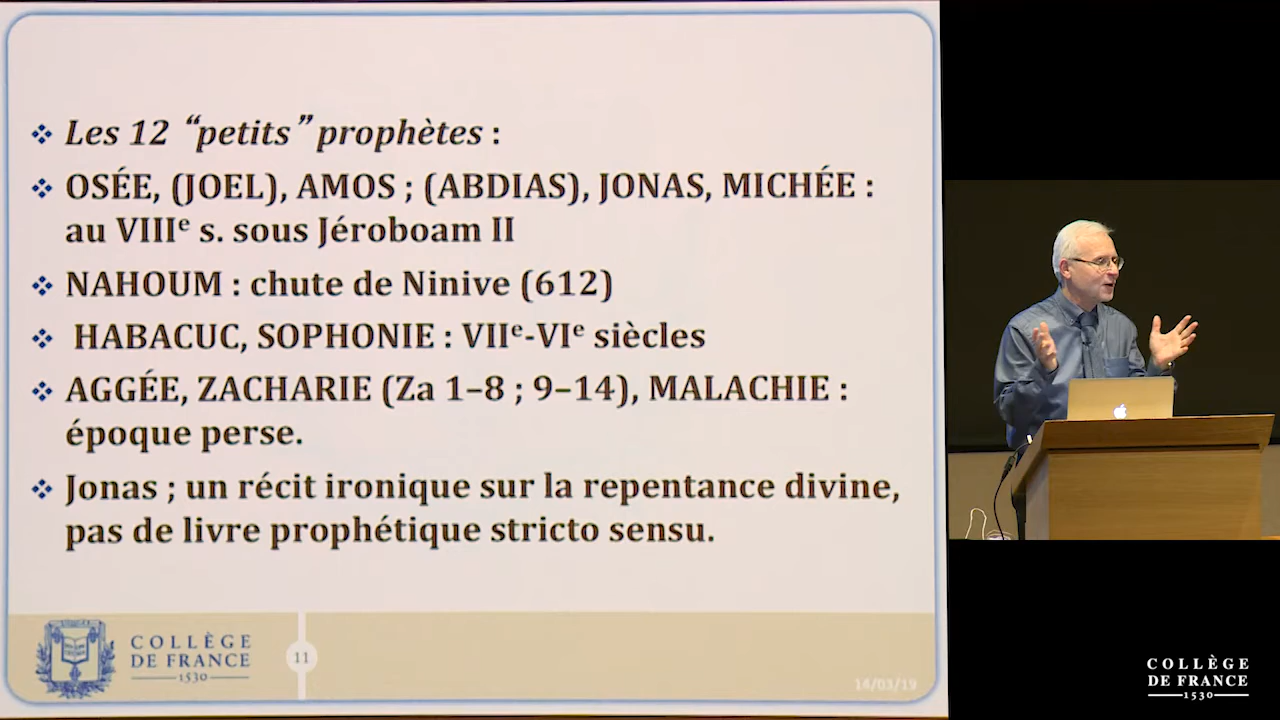 Les 12 “petits” prophètes :
OSÉE, (JOEL), AMOS ; (ABDIAS), JONAS, MICHÉE :
au VIIIe s. sous Jéroboam II
NAHOUM : chute de Ninive (612)
HABACUC, SOPHONIE : VIIe-VIe siècles
AGGÉE, ZACHARIE (Za 1–8 ; 9–14), MALACHIE :
époque perse.
Jonas ; un récit ironique sur la repentance divine,
pas de livre prophétique stricto sensu.
COLLÈGE
DE FRANCE
1530
11
14/03/19
COLLÈGE
DE FRANCE
1530